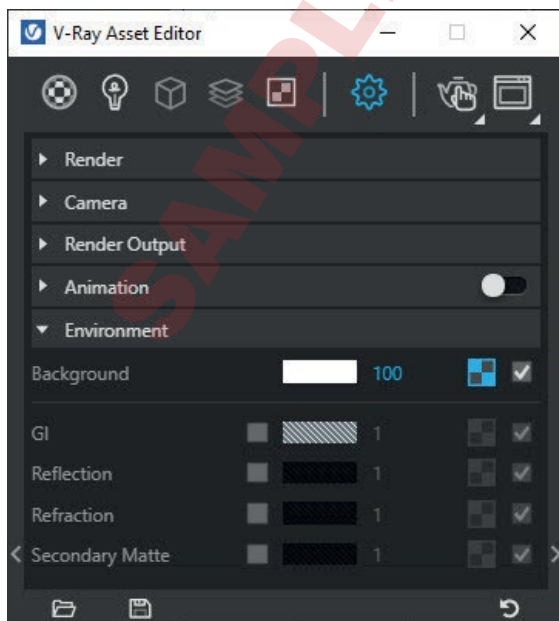 V-Ray Asset Editor
Render
Camera
Render Output
Animation
Environment
Background 100
GI 1
Reflection 1
Refraction 1
Secondary Matte 1
SAMPL